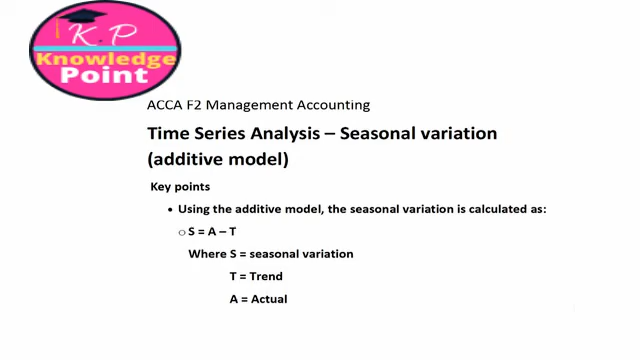 K.P
Knowledge
Point
ACCA F2 Management Accounting
Time Series Analysis – Seasonal variation
(additive model)
Key points
• Using the additive model, the seasonal variation is calculated as:
○ S = A – T
Where S = seasonal variation
T = Trend
A = Actual